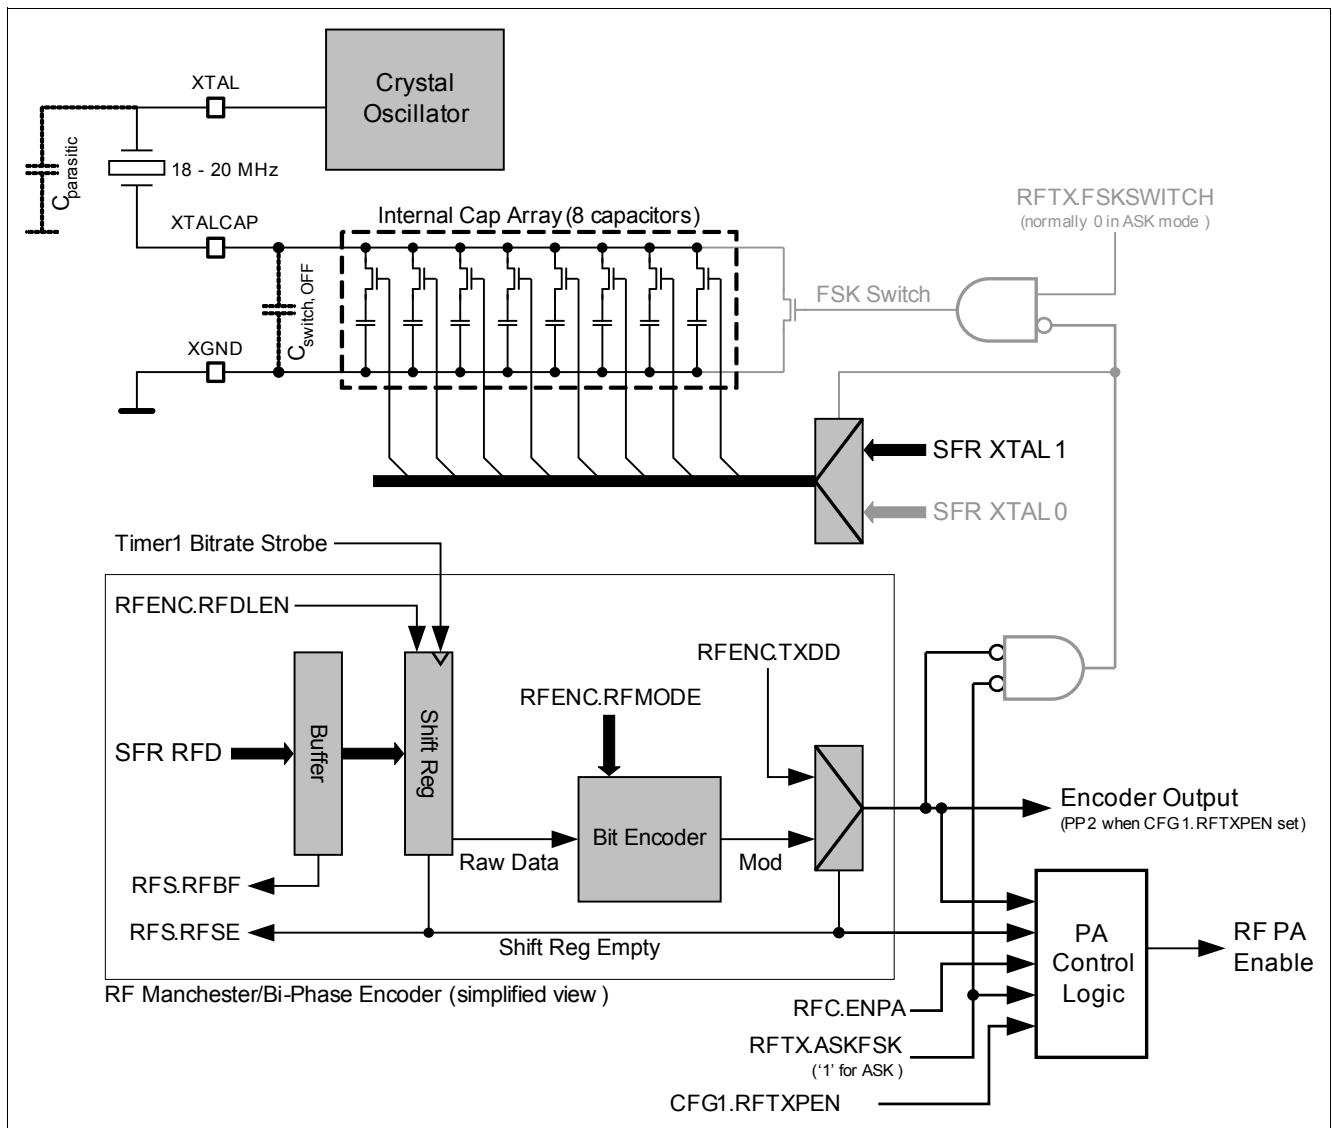 Crystal
Oscillator
XTAL
Cparasitic
18 - 20 MHz
XTALCAP
Internal Cap Array (8 capacitors)
RFTX.FSKSWITCH
(normally 0 in ASK mode )
Cswitch, OFF
FSK Switch
XGND
SFR XTAL 1
SFR XTAL 0
Timer1 Bitrate Strobe
RFENC.RFDLEN
RFENC.TXDD
RFENC.RFMODE
SFR RFD
Buffer
Shift Reg
Bit Encoder
Raw Data
Mod
Encoder Output
(PP2 when CFG1.RFTXPEN set)
RFS.RFBF
RFS.RFSE
Shift Reg Empty
PA
Control
Logic
RF PA
Enable
RF Manchester/Bi-Phase Encoder (simplified view )
RFC.ENPA
RFTX.ASKFSK
('1' for ASK )
CFG1.RFTXPEN